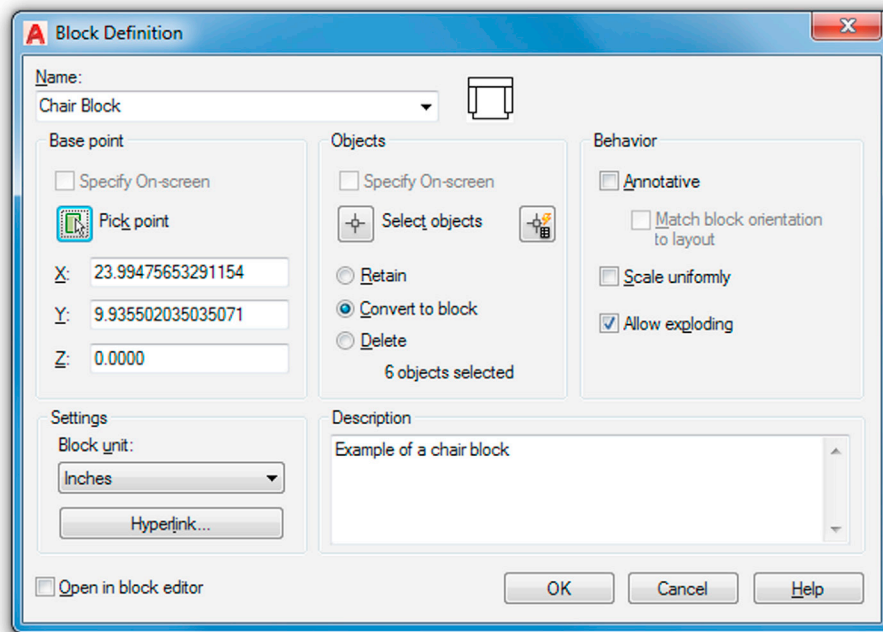 Block Definition
Name:
Chair Block
Base point
Specify On-screen
Pick point
X: 23.99475653291154
Y: 9.935502035035071
Z: 0.0000
Objects
Specify On-screen
Select objects
Retain
Convert to block
Delete
6 objects selected
Behavior
Annotative
Match block orientation
to layout
Scale uniformly
Allow exploding
Settings
Block unit:
Inches
Hyperlink...
Description
Example of a chair block
Open in block editor
OK
Cancel
Help